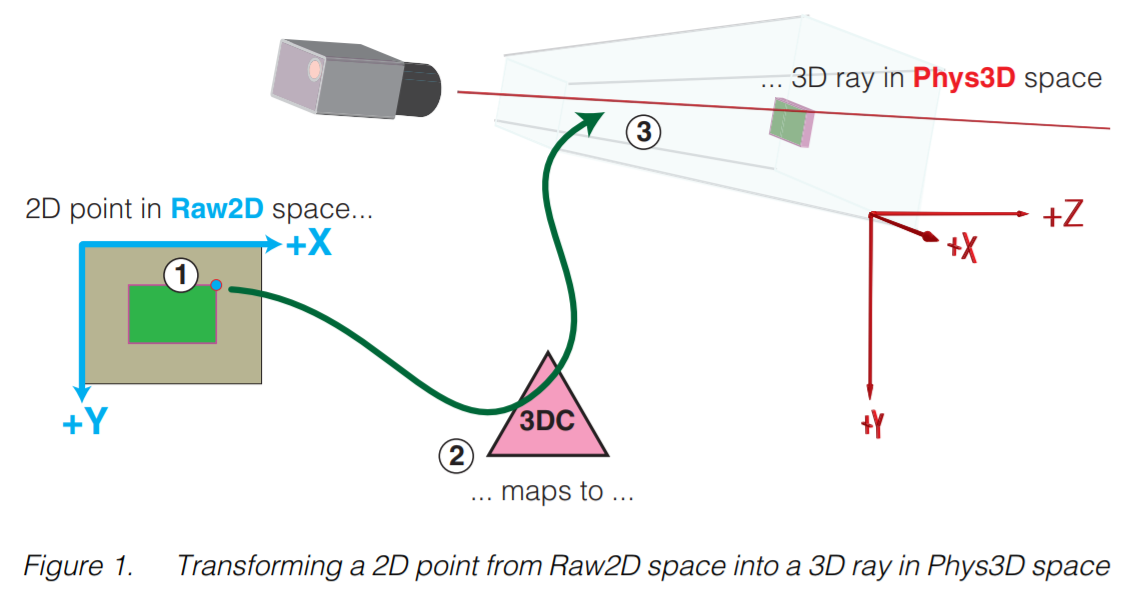 ... 3D ray in Phys3D space
3
2D point in Raw2D space...
+X
1
+Y
+Z
+X
+Y
3DC
2
... maps to ...
Figure 1. Transforming a 2D point from Raw2D space into a 3D ray in Phys3D space